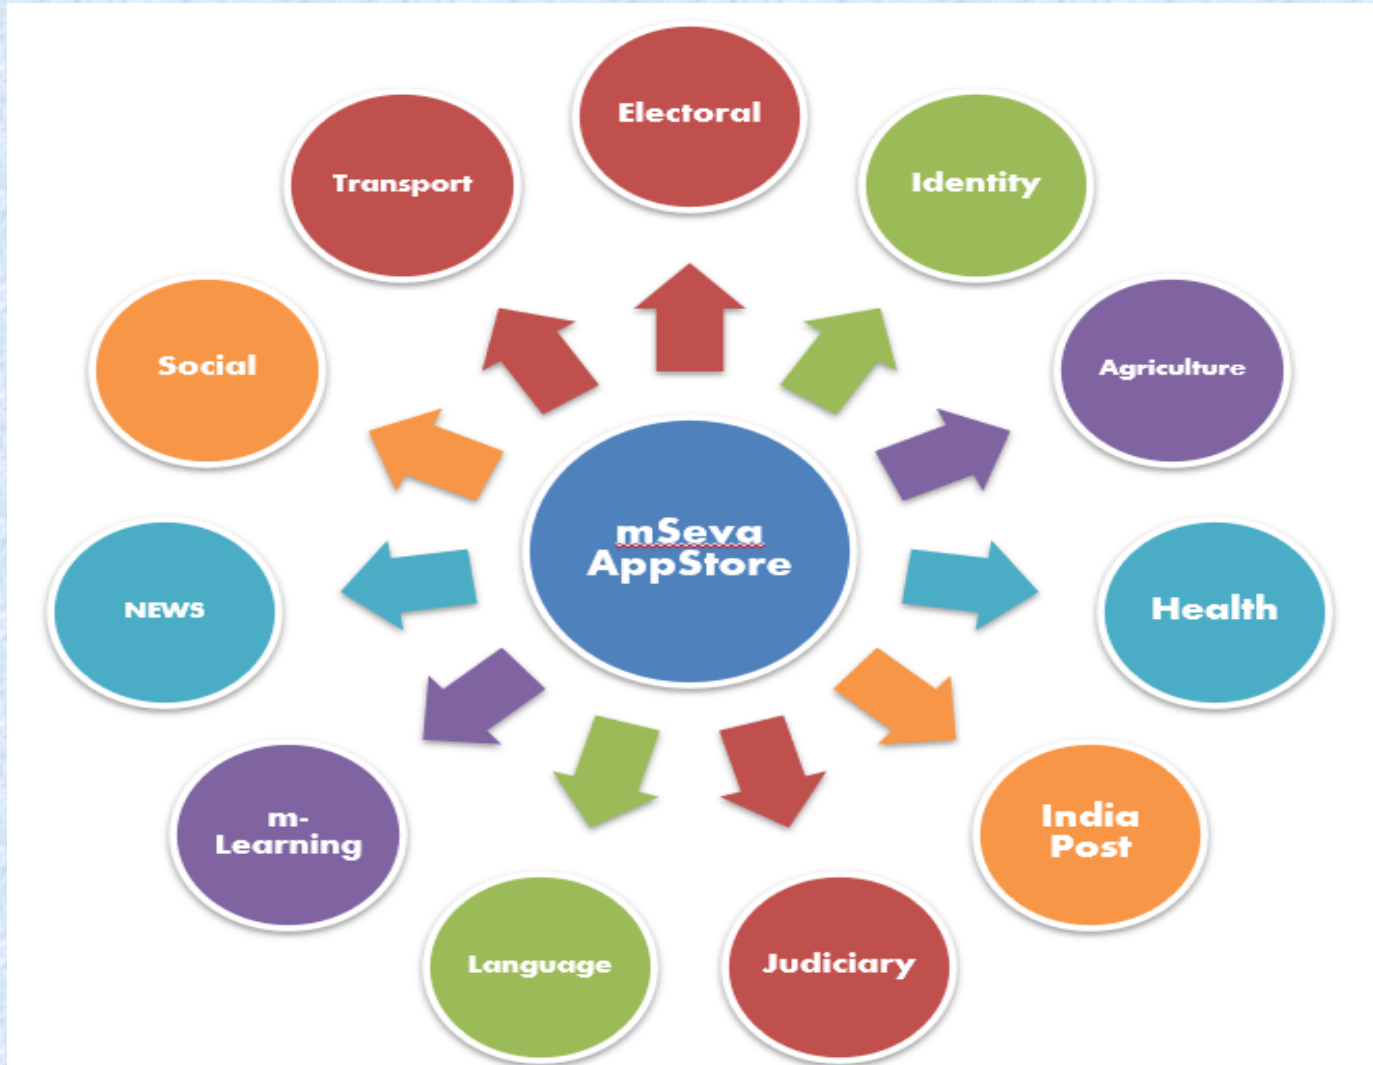 Electoral
Transport
Identity
Social
Agriculture
mSeva
AppStore
NEWS
Health
m-
Learning
India
Post
Language
Judiciary